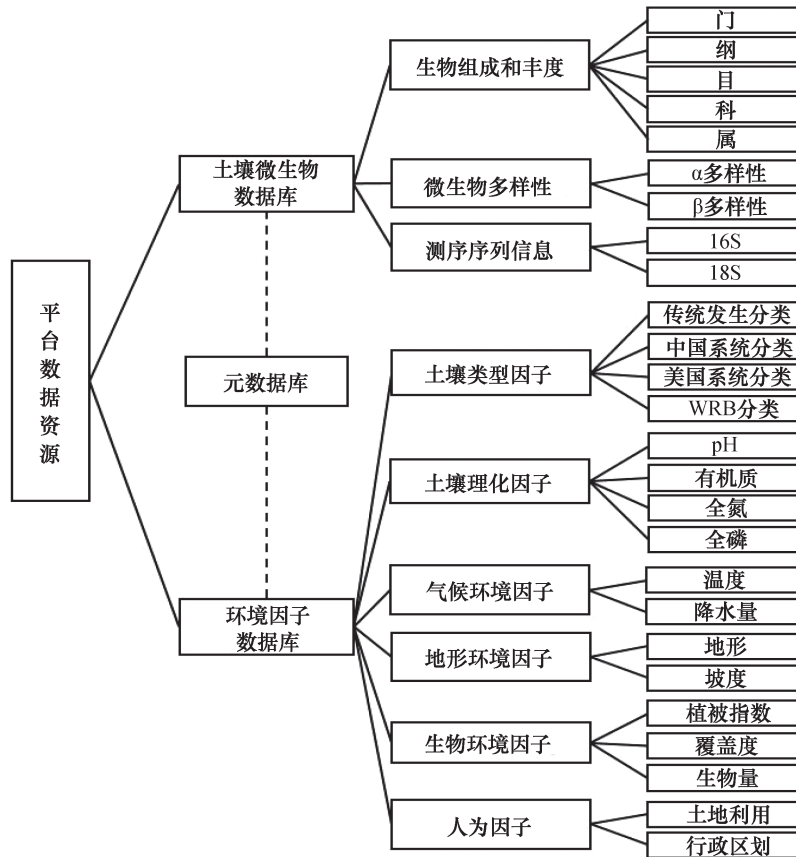 平台数据资源
土壤微生物
数据库
元数据库
环境因子
数据库
生物组成和丰度
微生物多样性
测序序列信息
土壤类型因子
土壤理化因子
气候环境因子
地形环境因子
生物环境因子
人为因子
门
纲
目
科
属
α多样性
β多样性
16S
18S
传统发生分类
中国系统分类
美国系统分类
WRB分类
pH
有机质
全氮
全磷
温度
降水量
地形
坡度
植被指数
覆盖度
生物量
土地利用
行政区划